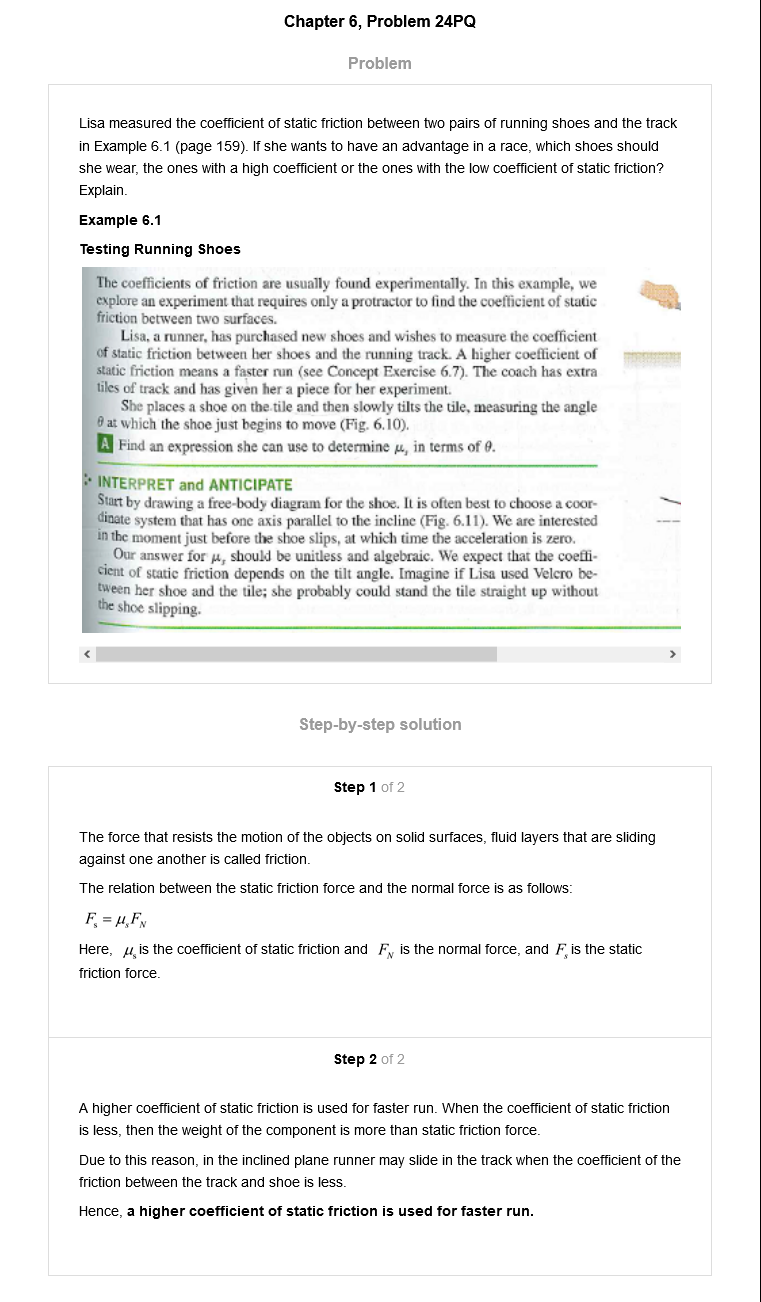 Chapter 6, Problem 24PQ
Problem
Lisa measured the coefficient of static friction between two pairs of running shoes and the track
in Example 6.1 (page 159). If she wants to have an advantage in a race, which shoes should
she wear, the ones with a high coefficient or the ones with the low coefficient of static friction?
Explain.
Example 6.1
Testing Running Shoes
The coefficients of friction are usually found experimentally. In this example, we
explore an experiment that requires only a protractor to find the coefficient of static
friction between two surfaces.
Lisa, a runner, has purchased new shoes and wishes to measure the coefficient
of static friction between her shoes and the running track. A higher coefficient of
static friction means a faster run (see Concept Exercise 6.7). The coach has extra
tiles of track and has given her a piece for her experiment.
She places a shoe on the tile and then slowly tilts the tile, measuring the angle
θ at which the shoe just begins to move (Fig. 6.10).
A Find an expression she can use to determine μs in terms of θ.
INTERPRET and ANTICIPATE
Start by drawing a free-body diagram for the shoe. It is often best to choose a coor-
dinate system that has one axis parallel to the incline (Fig. 6.11). We are interested
in the moment just before the shoe slips, at which time the acceleration is zero.
Our answer for μs should be unitless and algebraic. We expect that the coeffi-
cient of static friction depends on the tilt angle. Imagine if Lisa used Velcro be-
tween her shoe and the tile; she probably could stand the tile straight up without
the shoe slipping.
Step-by-step solution
Step 1 of 2
The force that resists the motion of the objects on solid surfaces, fluid layers that are sliding
against one another is called friction.
The relation between the static friction force and the normal force is as follows:
Fs = μsFN
Here, μs is the coefficient of static friction and FN is the normal force, and Fs is the static
friction force.
Step 2 of 2
A higher coefficient of static friction is used for faster run. When the coefficient of static friction
is less, then the weight of the component is more than static friction force.
Due to this reason, in the inclined plane runner may slide in the track when the coefficient of the
friction between the track and shoe is less.
Hence, a higher coefficient of static friction is used for faster run.